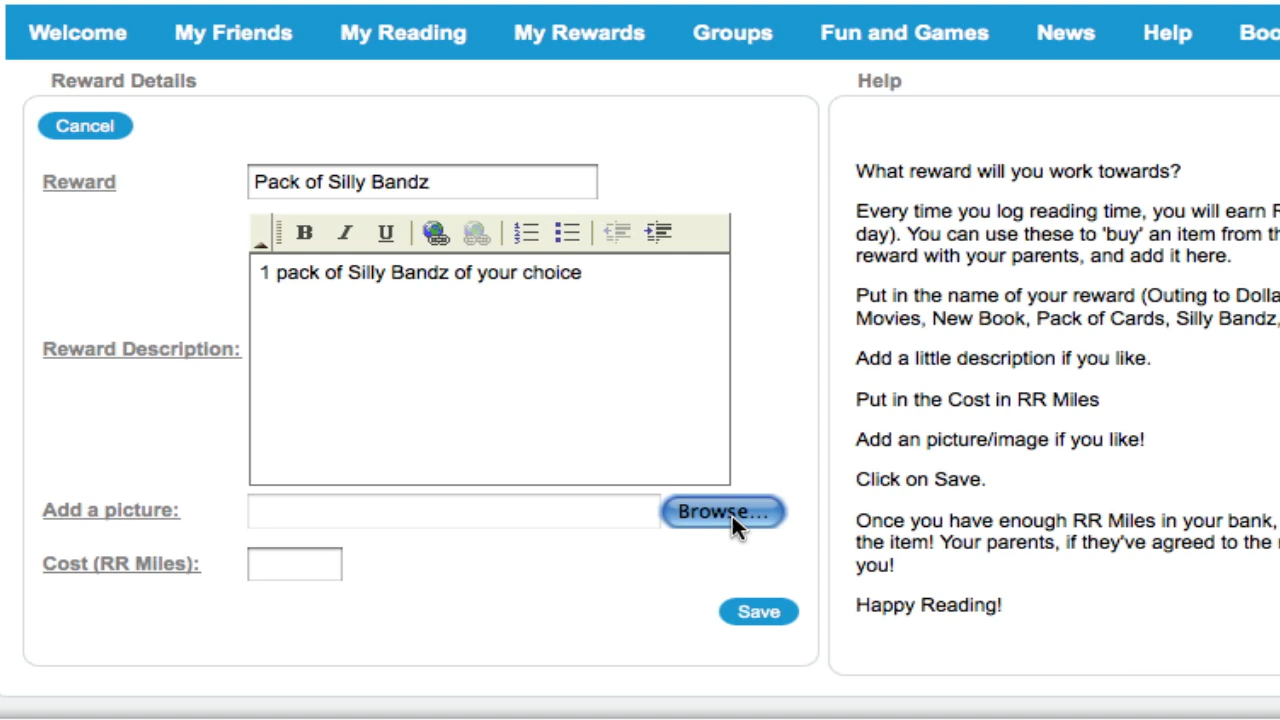 Welcome My Friends My Reading My Rewards Groups Fun and Games News Help
Reward Details
Cancel
Reward Pack of Silly Bandz
B I U
1 pack of Silly Bandz of your choice
Reward Description:
Add a picture: Browse...
Cost (RR Miles):
Save
Help
What reward will you work towards?
Every time you log reading time, you will earn
day). You can use these to 'buy' an item from
reward with your parents, and add it here.
Put in the name of your reward (Outing to
Movies, New Book, Pack of Cards, Silly Bandz,
Add a little description if you like.
Put in the Cost in RR Miles
Add an picture/image if you like!
Click on Save.
Once you have enough RR Miles in your bank,
the item! Your parents, if they've agreed to the
you!
Happy Reading!